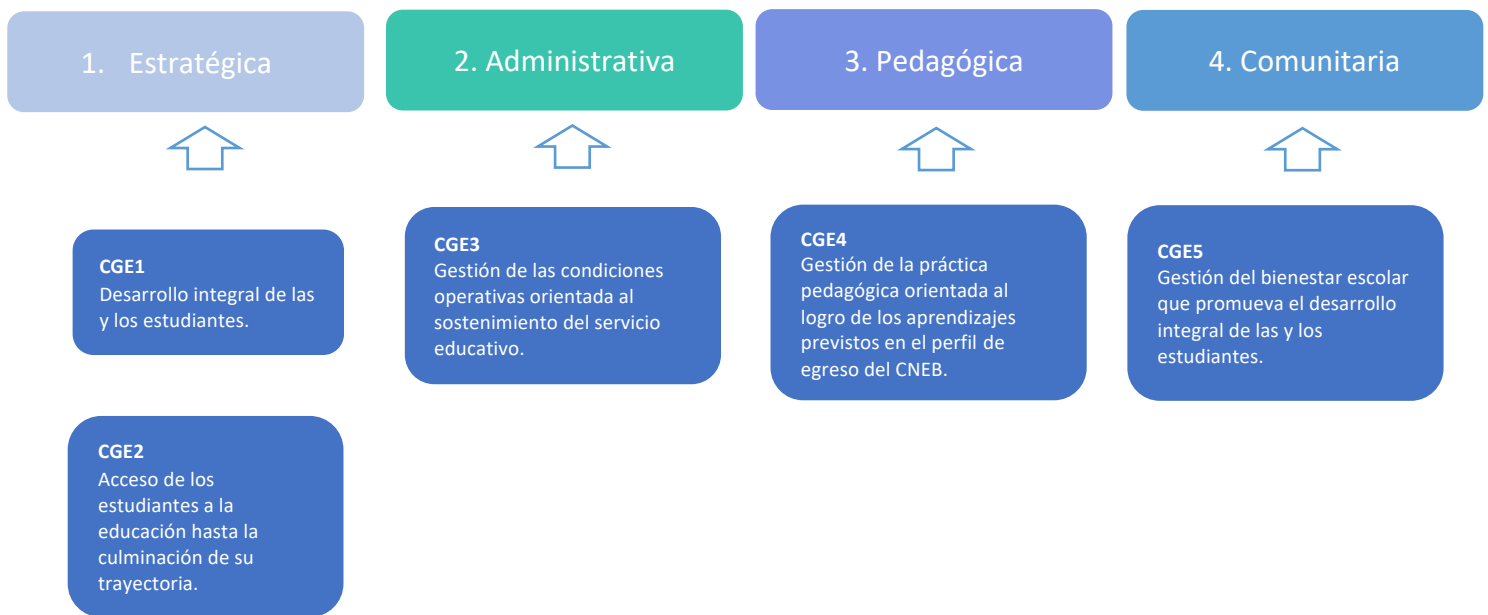 1. Estratégica
2. Administrativa
3. Pedagógica
4. Comunitaria
CGE1
Desarrollo integral de las
y los estudiantes.
CGE2
Acceso de los
estudiantes a la
educación hasta la
culminación de su
trayectoria.
CGE3
Gestión de las condiciones
operativas orientada al
sostenimiento del servicio
educativo.
CGE4
Gestión de la práctica
pedagógica orientada al
logro de los aprendizajes
previstos en el perfil de
egreso del CNEB.
CGE5
Gestión del bienestar escolar
que promueva el desarrollo
integral de las y los
estudiantes.